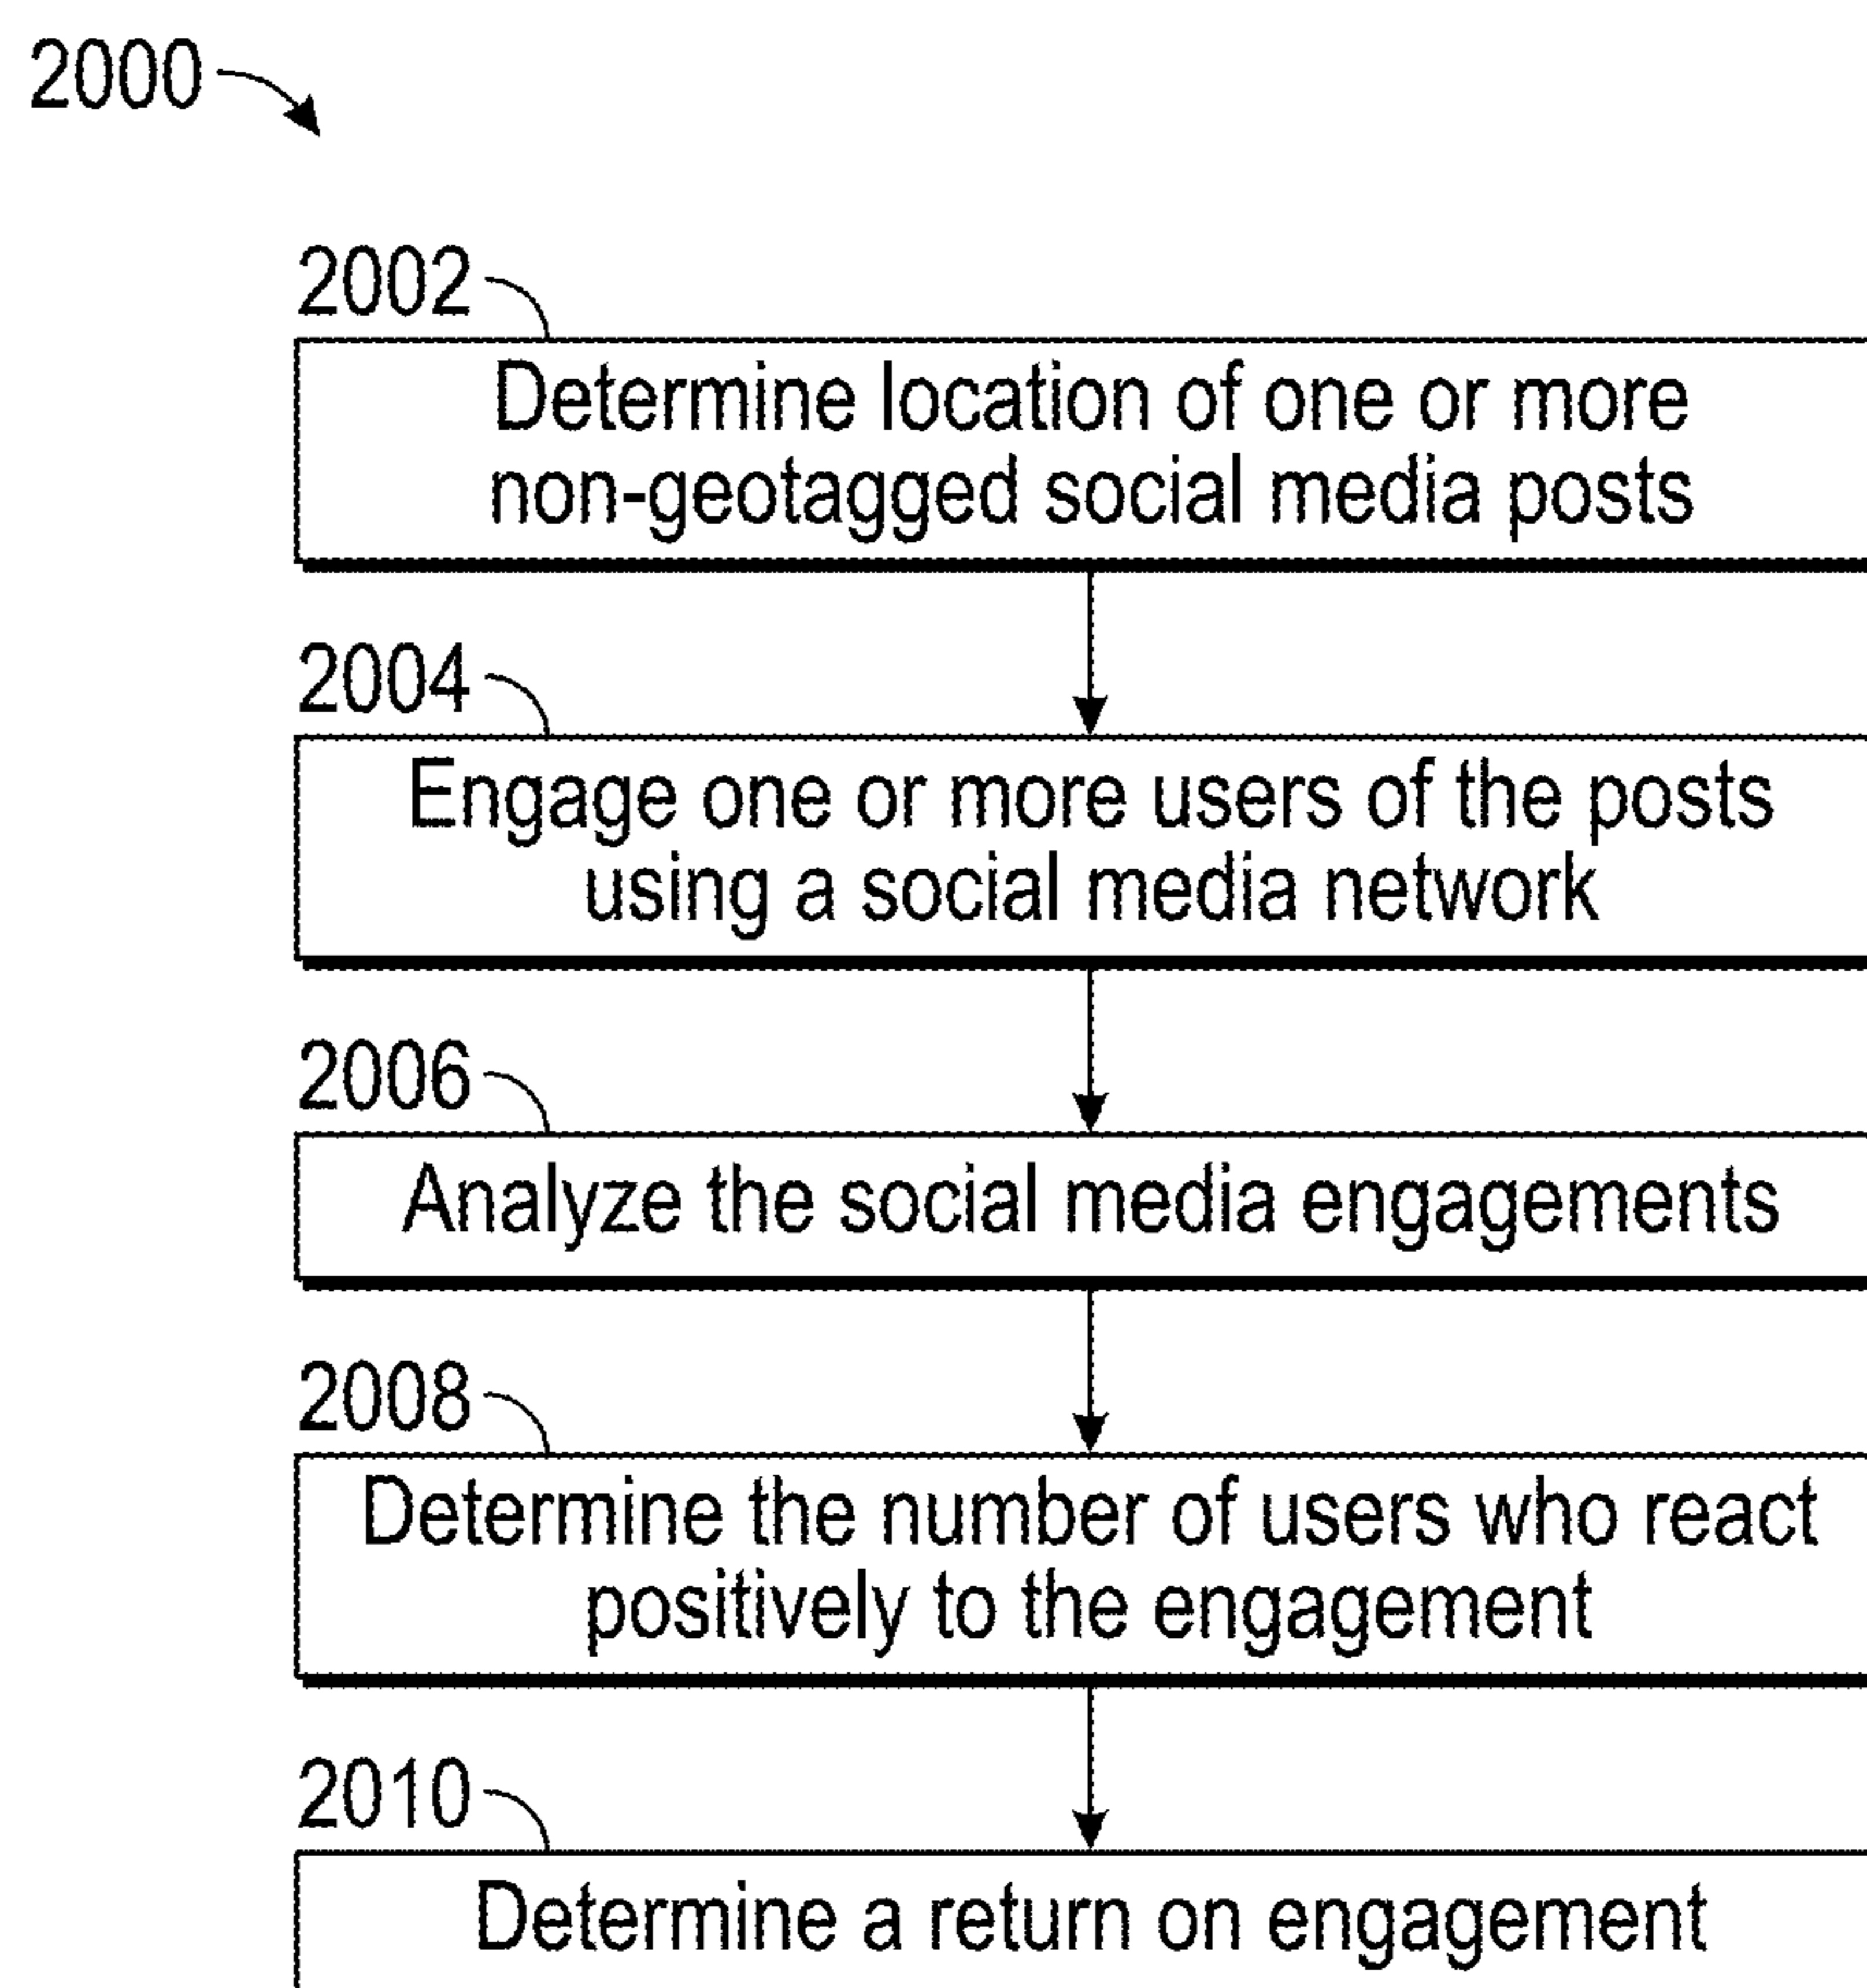 2000
2002
Determine location of one or more
non-geotagged social media posts
2004
Engage one or more users of the posts
using a social media network
2006
Analyze the social media engagements
2008
Determine the number of users who react
positively to the engagement
2010
Determine a return on engagement